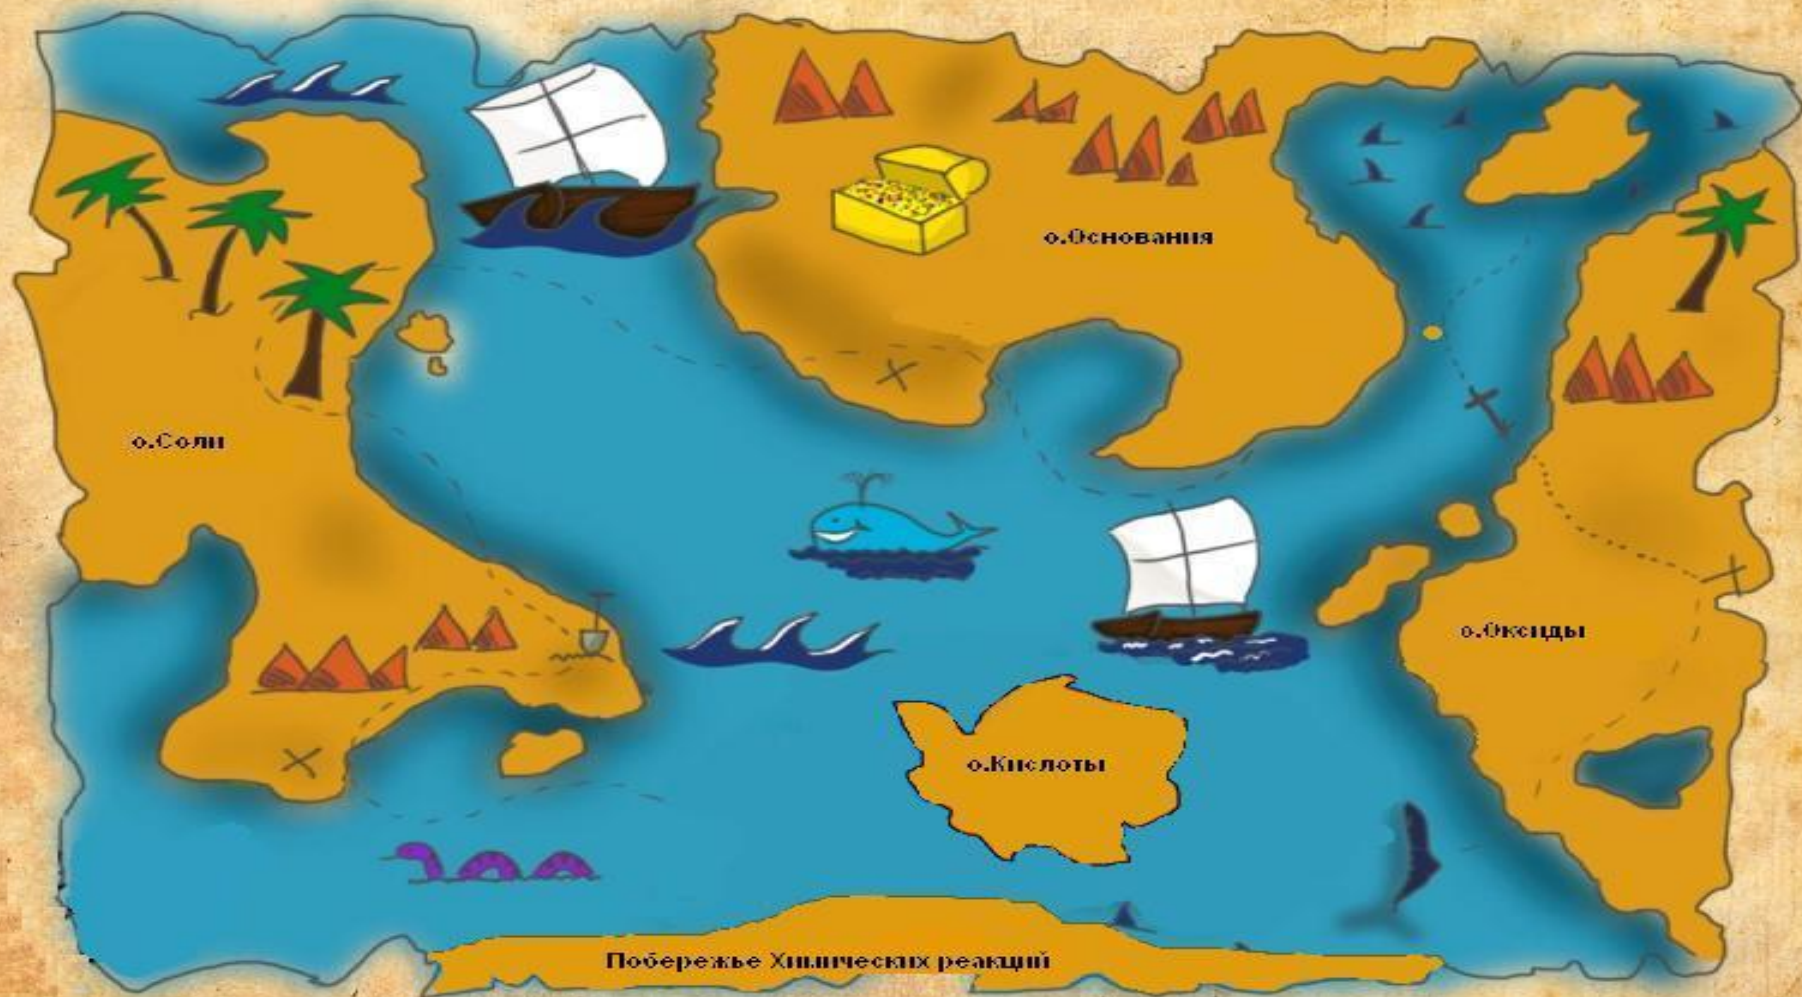 о.Основания
о.Соли
о.Оксиды
о.Кислоты
Побережье Химических реакций